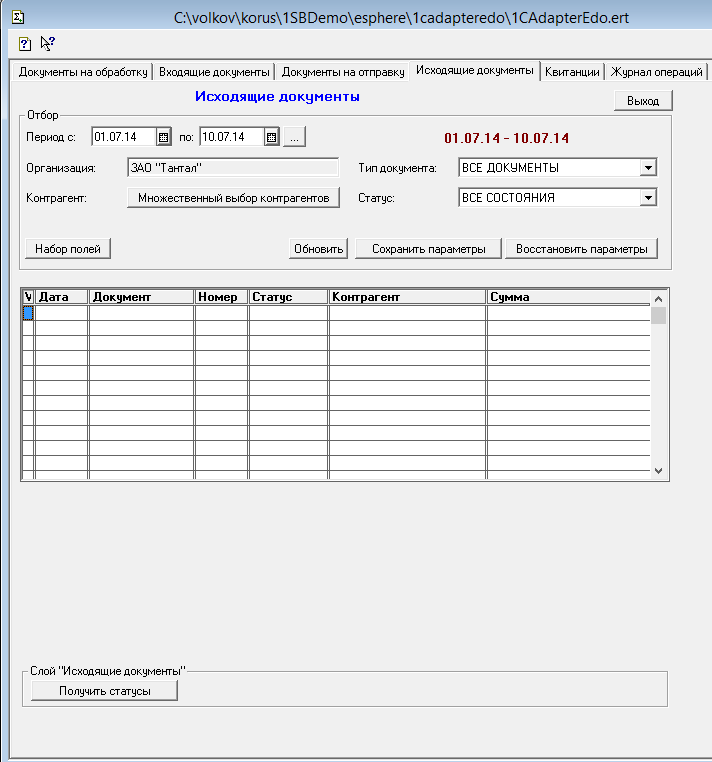 C:\volkov\korus\1SBDemo\esphere\1cadapteredo\1CAdapterEdo.ert
Документы на обработку Входящие документы Документы на отправку Исходящие документы Квитанции Журнал операций
Исходящие документы
Выход
Отбор
Период с: 01.07.14 по: 10.07.14 ... 01.07.14 - 10.07.14
Организация: ЗАО "Тантал" Тип документа: ВСЕ ДОКУМЕНТЫ
Контрагент: Множественный выбор контрагентов Статус: ВСЕ СОСТОЯНИЯ
Набор полей Обновить Сохранить параметры Восстановить параметры
V Дата Документ Номер Статус Контрагент Сумма
Слой "Исходящие документы"
Получить статусы